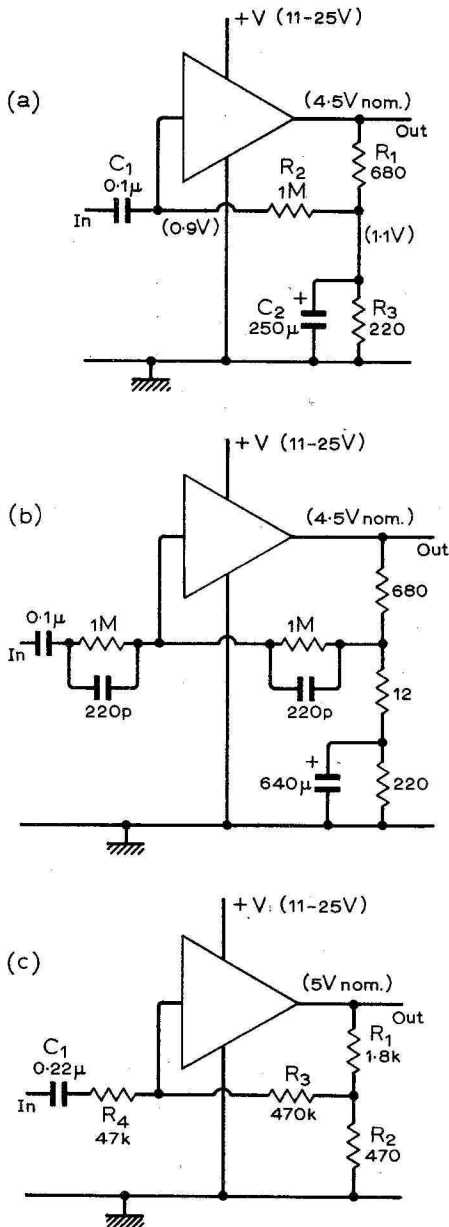 +V (11-25V)
(a)
(4·5V nom.)
Out
C1
0·1μ
R2
1M
R1
680
In
(0·9V)
(1·1V)
C2
250μ
+
R3
220
+V (11-25V)
(b)
(4·5V nom.)
Out
680
0·1μ
1M
1M
In
12
220p
220p
+
640μ
220
+V (11-25V)
(c)
(5V nom.)
Out
C1
0·22μ
R1
1·8k
R3
In
R4
470k
47k
R2
470